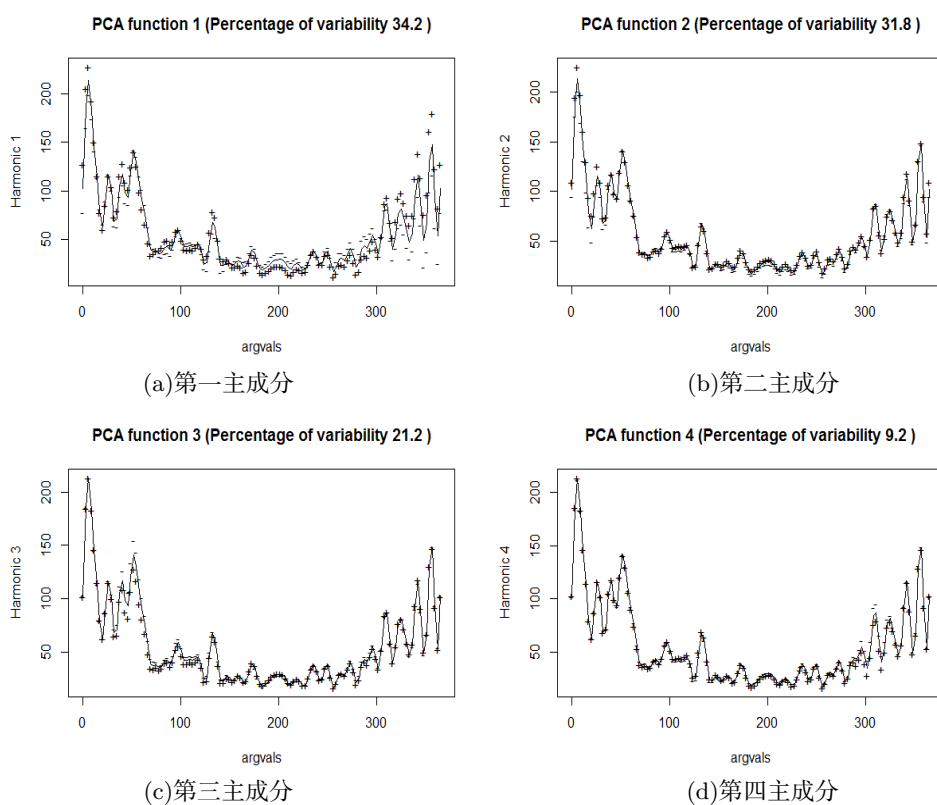 PCA function 1 (Percentage of variability 34.2 )
Harmonic 1
200
150
100
50
0
100
200
300
argvals
(a)第一主成分
PCA function 2 (Percentage of variability 31.8 )
Harmonic 2
200
150
100
50
0
100
200
300
argvals
(b)第二主成分
PCA function 3 (Percentage of variability 21.2 )
Harmonic 3
200
150
100
50
0
100
200
300
argvals
(c)第三主成分
PCA function 4 (Percentage of variability 9.2 )
Harmonic 4
200
150
100
50
0
100
200
300
argvals
(d)第四主成分